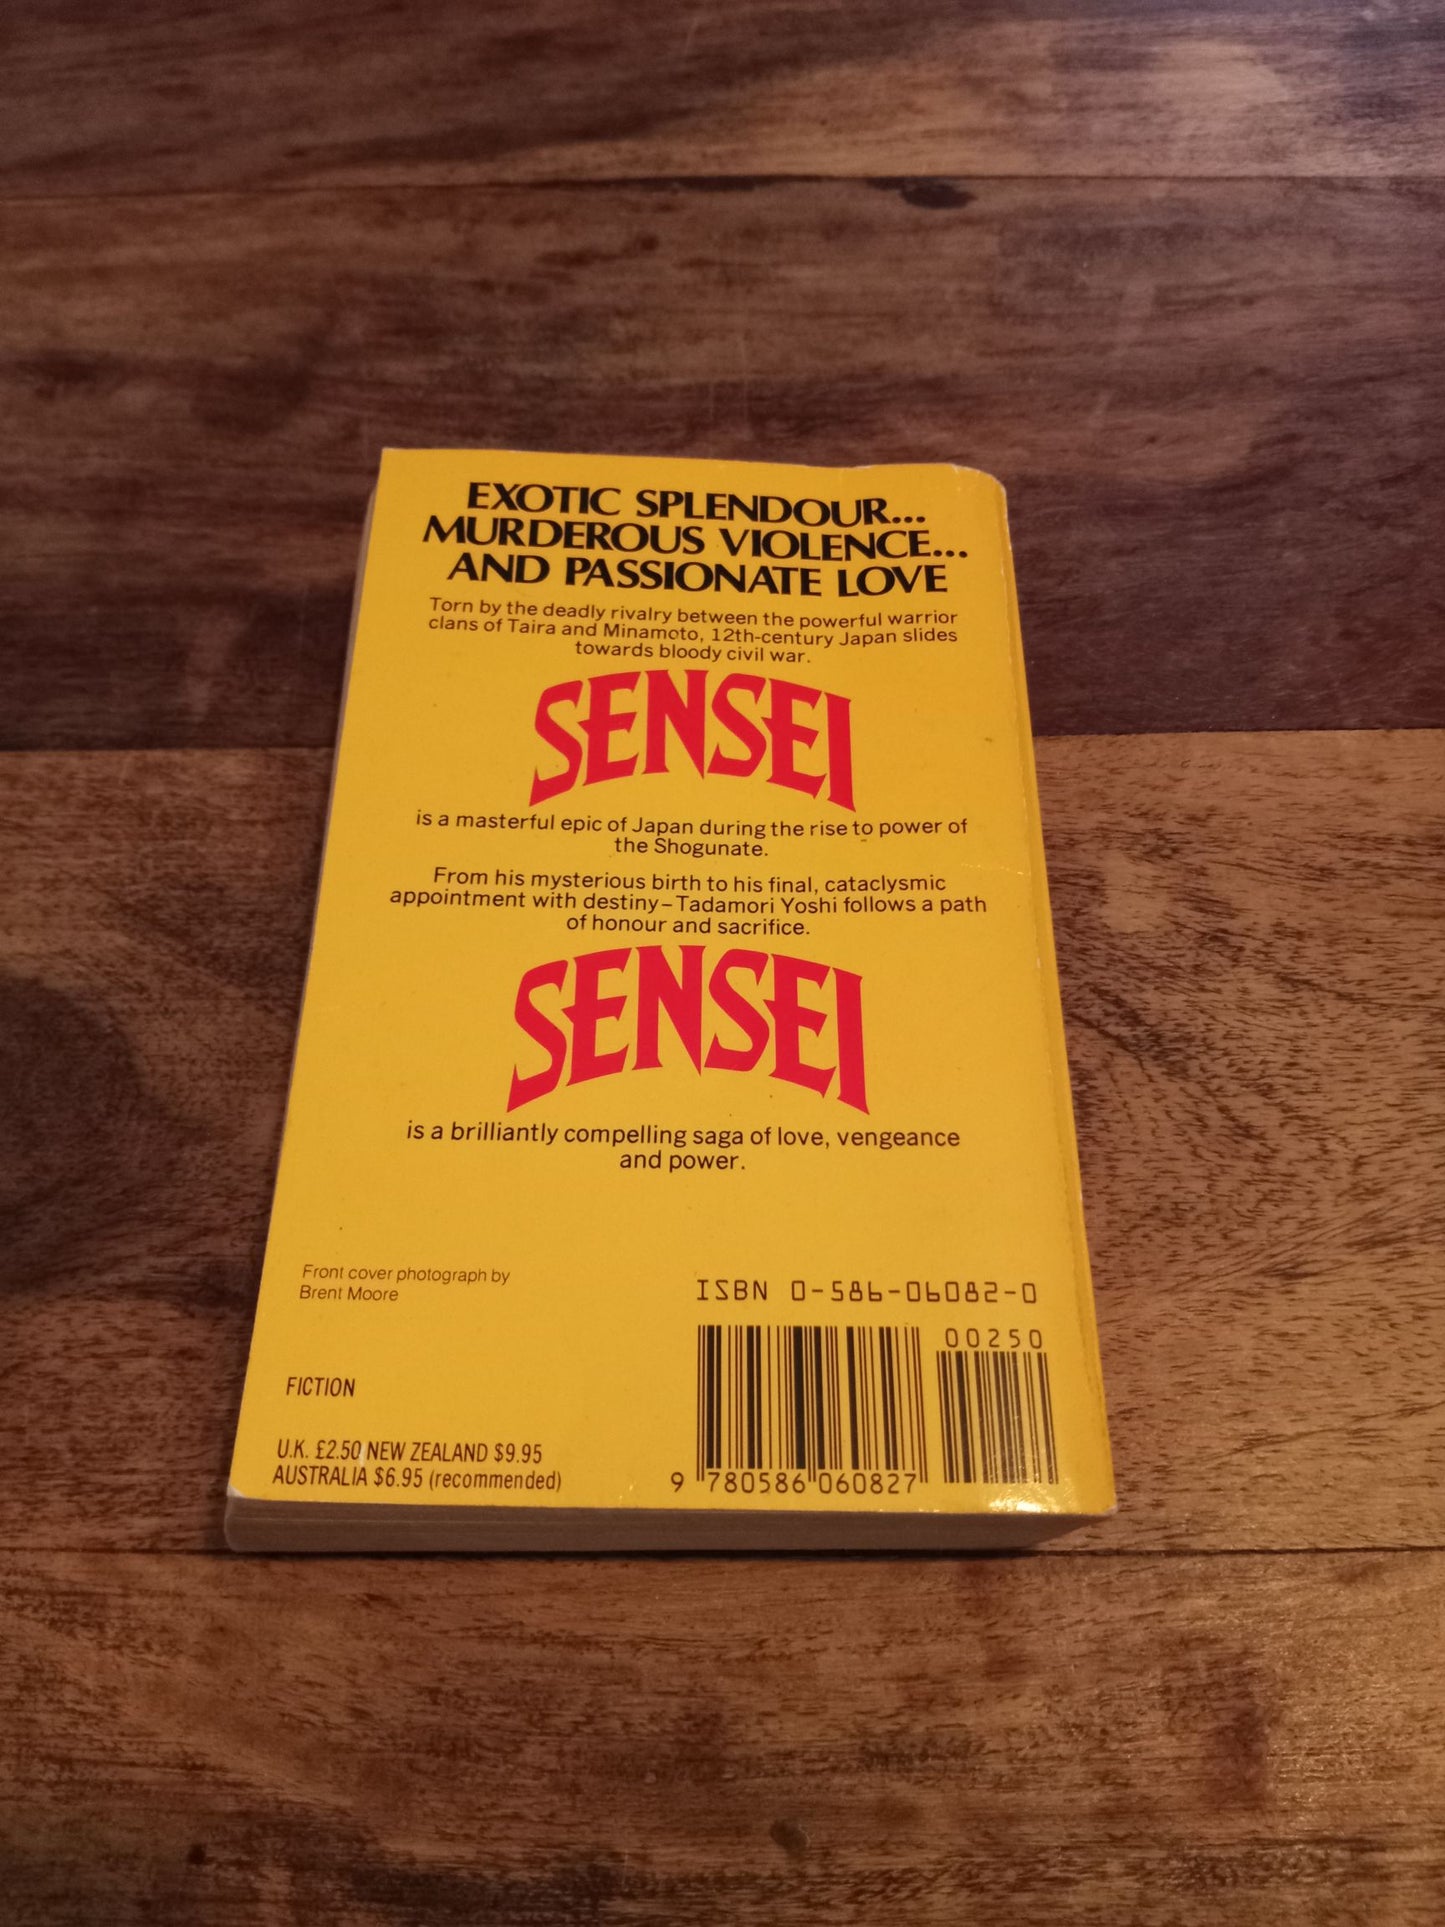 EXOTIC SPLENDOUR...
MURDEROUS VIOLENCE...
AND PASSIONATE LOVE
Torn by the deadly rivalry between the powerful warrior
clans of Taira and Minamoto, 12th-century Japan slides
towards bloody civil war.
SENSEI
is a masterful epic of Japan during the rise to power of
the Shogunate.
From his mysterious birth to his final, cataclysmic
appointment with destiny–Tadamori Yoshi follows a path
of honour and sacrifice.
SENSEI
is a brilliantly compelling saga of love, vengeance
and power.
Front cover photograph by
Brent Moore
ISBN 0-586-06082-0
00250
FICTION
U.K. £2.50 NEW ZEALAND $9.95
AUSTRALIA $6.95 (recommended)
9 780586 060827